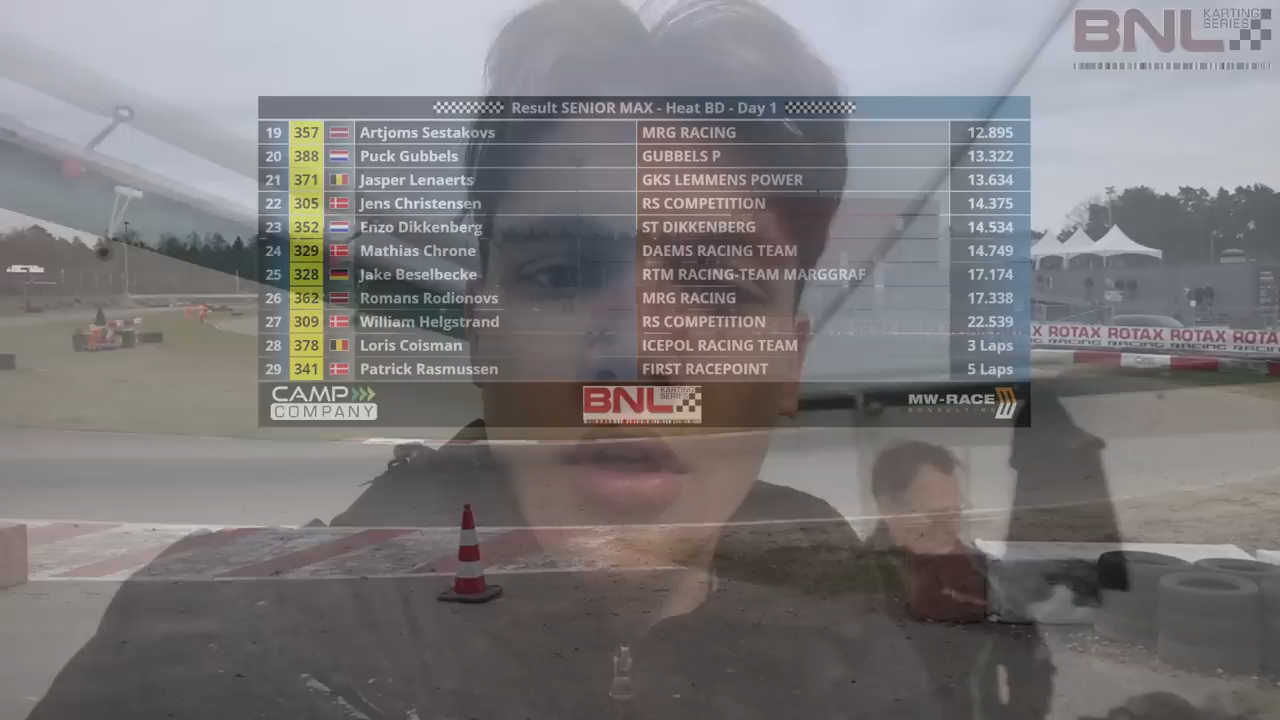 BNL KARTING SERIES
Result SENIOR MAX - Heat BD - Day 1
19 357 Artjoms Sestakovs MRG RACING 12.895
20 388 Puck Gubbels GUBBELS P 13.322
21 371 Jasper Lenaerts GKS LEMMENS POWER 13.634
22 305 Jens Christensen RS COMPETITION 14.375
23 352 Enzo Dikkenberg ST DIKKENBERG 14.534
24 329 Mathias Chrone DAEMS RACING TEAM 14.749
25 328 Jake Beselbecke RTM RACING-TEAM MARGGRAF 17.174
26 362 Romans Rodionovs MRG RACING 17.338
27 309 William Helgstrand RS COMPETITION 22.539
28 378 Loris Coisman ICEPOL RACING TEAM 3 Laps
29 341 Patrick Rasmussen FIRST RACEPOINT 5 Laps
X ROTAX ROTAX ROTAX ROTA
RACING RACING RACING
CAMP COMPANY
BNL KARTING SERIES
MW-RACE CONSULTING